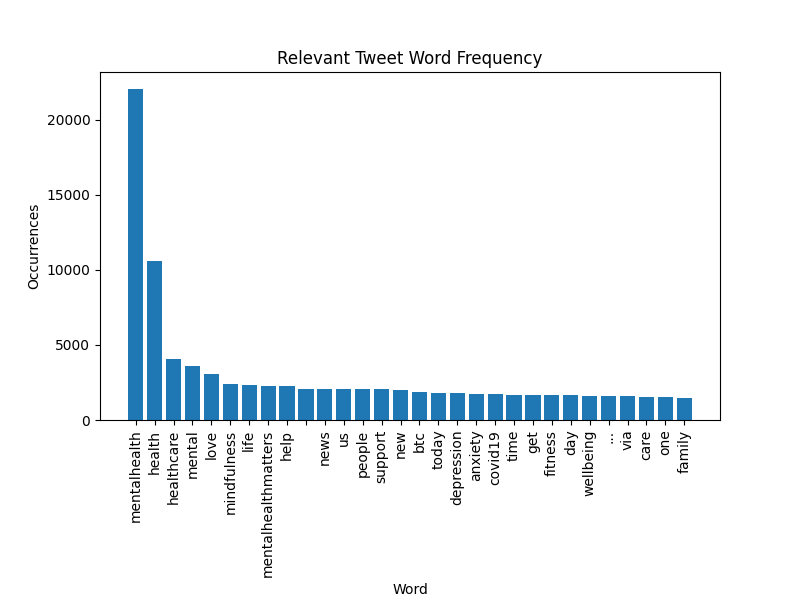 Relevant Tweet Word Frequency
20000
15000
10000
5000
0
Occurrences
mentalhealth
health
healthcare
mental
love
mindfulness
life
mentalhealthmatters
help
news
us
people
support
new
btc
today
depression
anxiety
covid19
time
get
fitness
day
wellbeing
...
via
care
one
family
Word